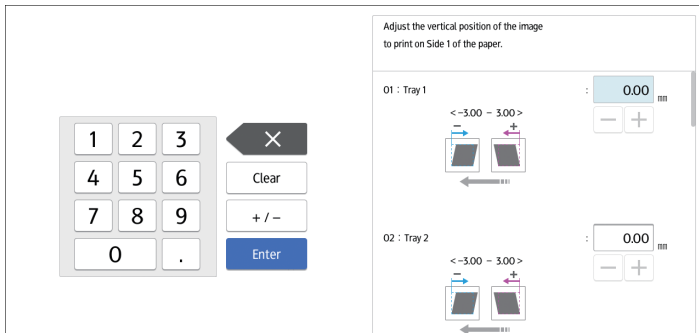 1 2 3
4 5 6 Clear
7 8 9 + / −
0 . Enter
Adjust the vertical position of the image
to print on Side 1 of the paper.
01 : Tray 1 : 0.00 mm
< -3.00 - 3.00 >
− +
− +
02 : Tray 2 : 0.00 mm
< -3.00 - 3.00 >
− +
− +